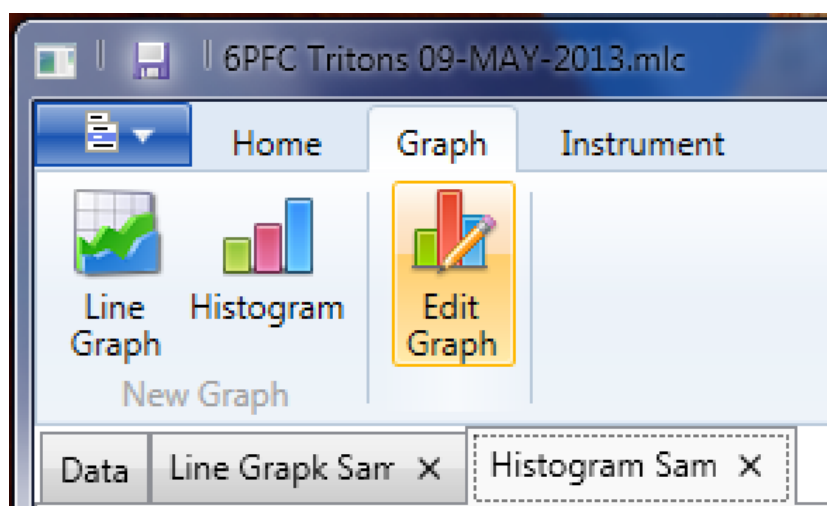 6PFC Tritons 09-MAY-2013.mlc
Home Graph Instrument
Line Graph
Histogram
Edit Graph
New Graph
Data Line Grapk Sam Histogram Sam